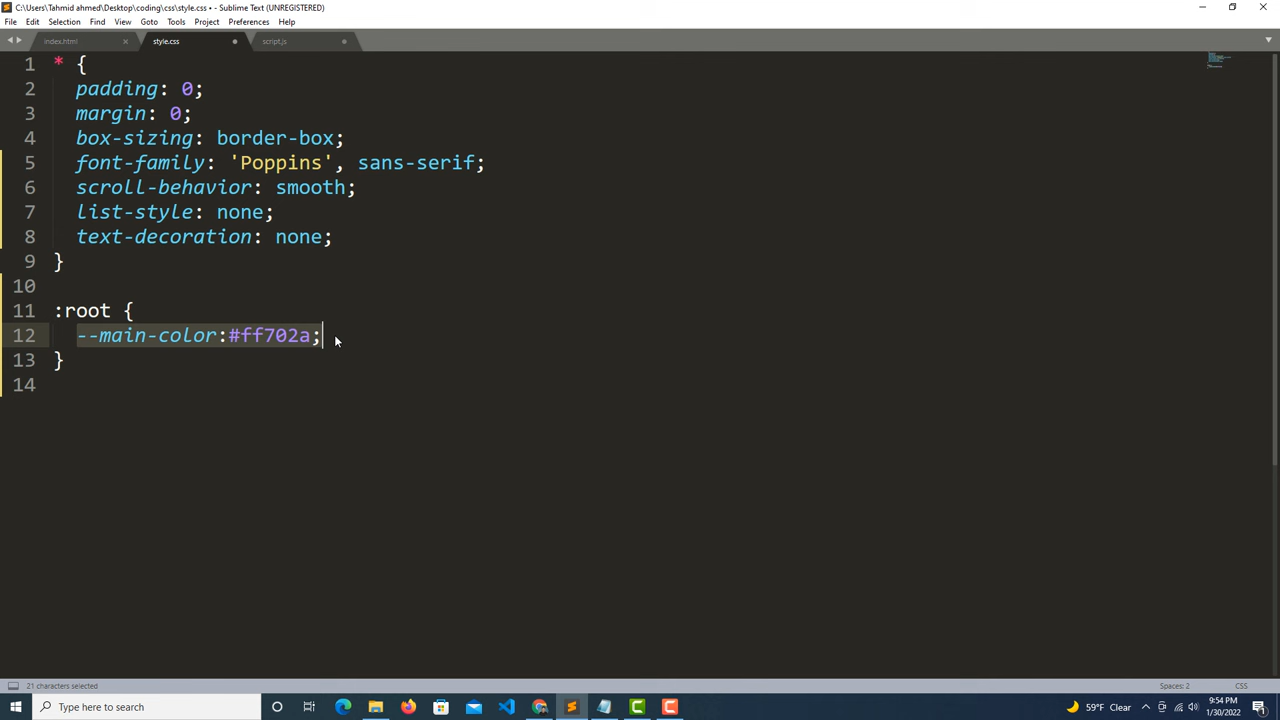 C:\Users\Tahmid ahmed\Desktop\coding\css\style.css • - Sublime Text (UNREGISTERED)
File Edit Selection Find View Goto Tools Project Preferences Help
index.html style.css script.js
1 * {
2 padding: 0;
3 margin: 0;
4 box-sizing: border-box;
5 font-family: 'Poppins', sans-serif;
6 scroll-behavior: smooth;
7 list-style: none;
8 text-decoration: none;
9 }
10
11 :root {
12 --main-color:#ff702a;
13 }
14
21 characters selected Spaces: 2 CSS
Type here to search 59°F Clear 9:54 PM
1/30/2022